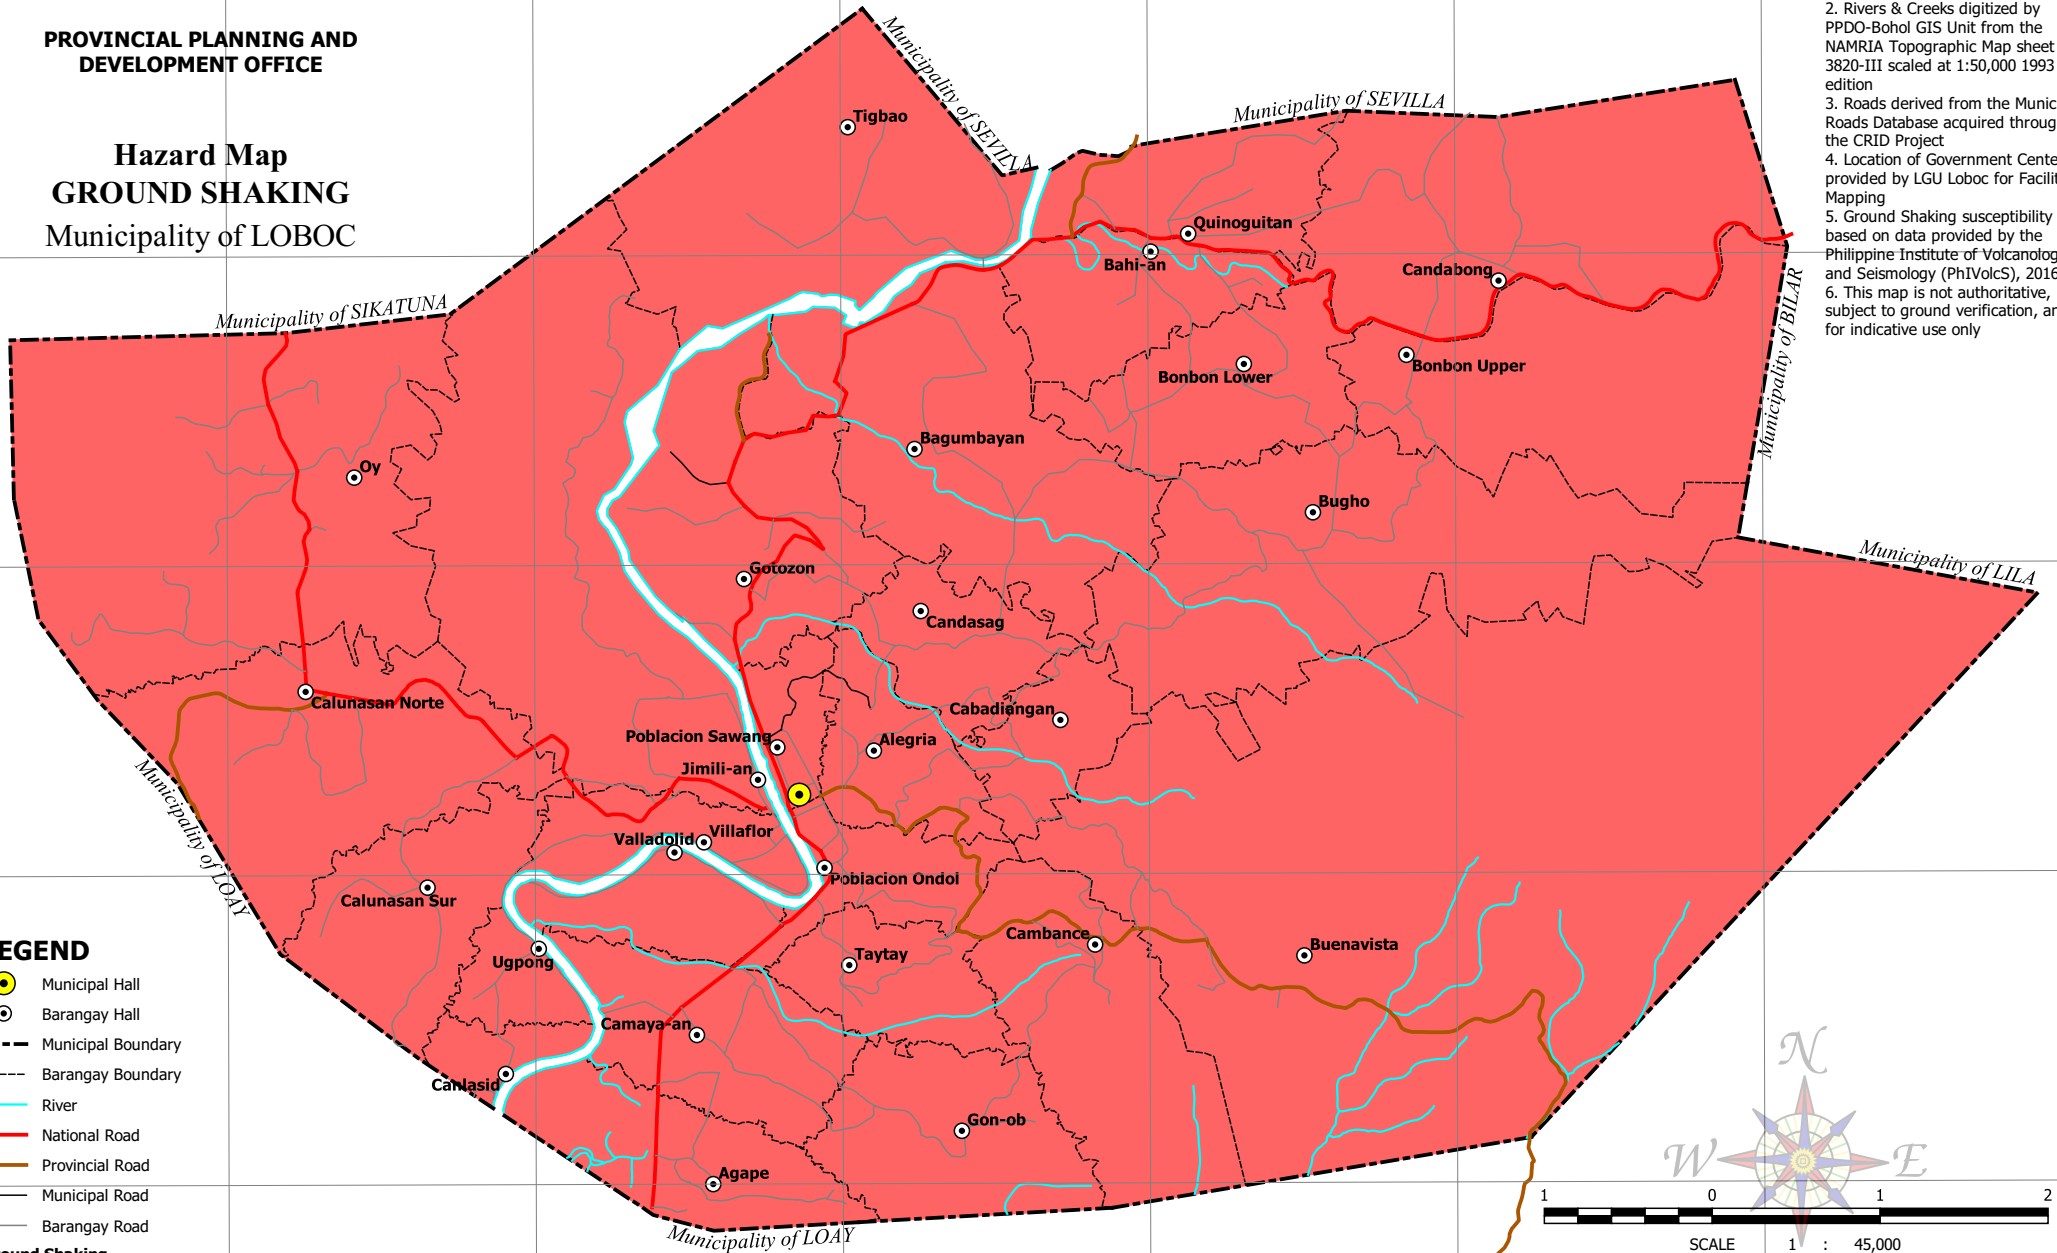 PROVINCIAL PLANNING AND
DEVELOPMENT OFFICE
Hazard Map
GROUND SHAKING
Municipality of LOBOC
2. Rivers & Creeks digitized by
PPDO-Bohol GIS Unit from the
NAMRIA Topographic Map sheet
3820-III scaled at 1:50,000 1993
edition
3. Roads derived from the Munic
Roads Database acquired throug
the CRID Project
4. Location of Government Cente
provided by LGU Loboc for Facilit
Mapping
5. Ground Shaking susceptibility
based on data provided by the
Philippine Institute of Volcanolog
and Seismology (PhIVolcS), 2016
6. This map is not authoritative,
subject to ground verification, ar
for indicative use only
Municipality of SEVILLA
Municipality of SEVILLA
Municipality of SIKATUNA
Municipality of BILAR
Municipality of LILA
Municipality of LOAY
Municipality of LOAY
Tigbao
Quinoguitan
Bahi-an
Candabong
Bonbon Lower
Bonbon Upper
Bagumbayan
Oy
Bugho
Gotozon
Candasag
Calunasan Norte
Cabadiangan
Poblacion Sawang
Alegria
Jimili-an
Villaflor
Valladolid
Poblacion Ondol
Calunasan Sur
Cambance
Buenavista
Taytay
Ugpong
Camaya-an
Canlasid
Gon-ob
Agape
EGEND
Municipal Hall
Barangay Hall
Municipal Boundary
Barangay Boundary
River
National Road
Provincial Road
Municipal Road
Barangay Road
ound Shaking
N
W
E
1 0 1 2
SCALE 1 : 45,000